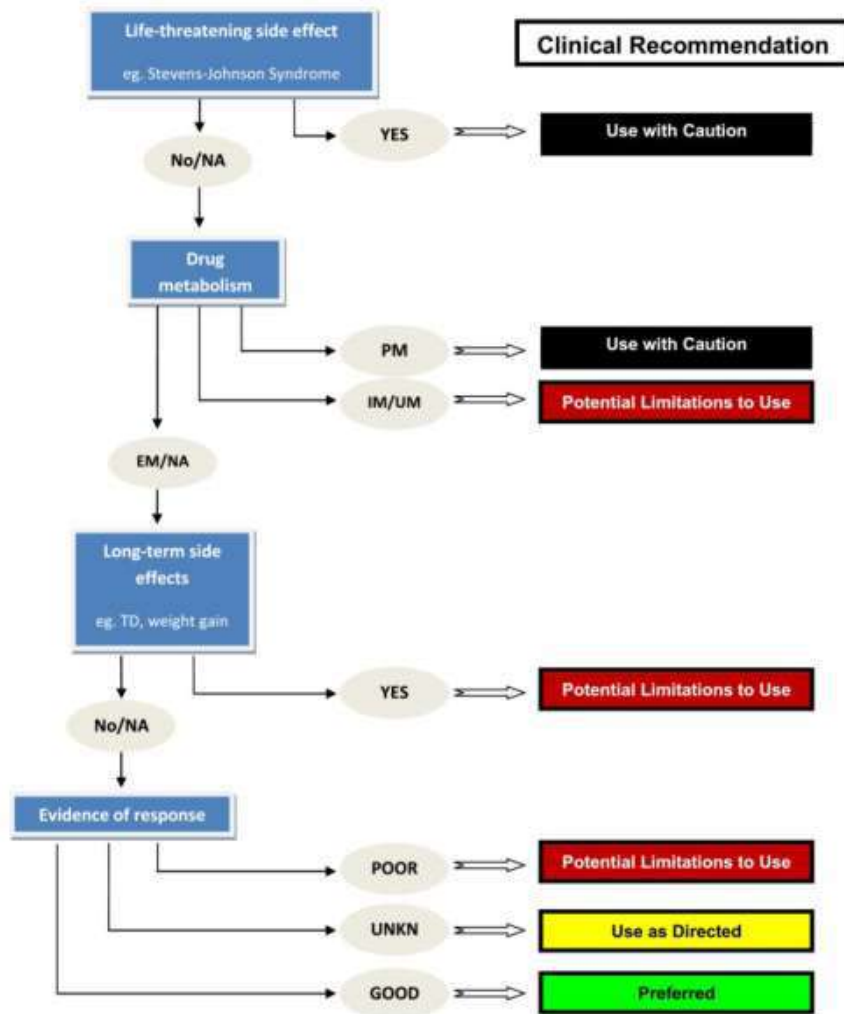 Life-threatening side effect
eg. Stevens-Johnson Syndrome
Clinical Recommendation
YES
Use with Caution
No/NA
Drug
metabolism
PM
Use with Caution
IM/UM
Potential Limitations to Use
EM/NA
Long-term side
effects
eg. TD, weight gain
YES
Potential Limitations to Use
No/NA
Evidence of response
POOR
Potential Limitations to Use
UNKN
Use as Directed
GOOD
Preferred